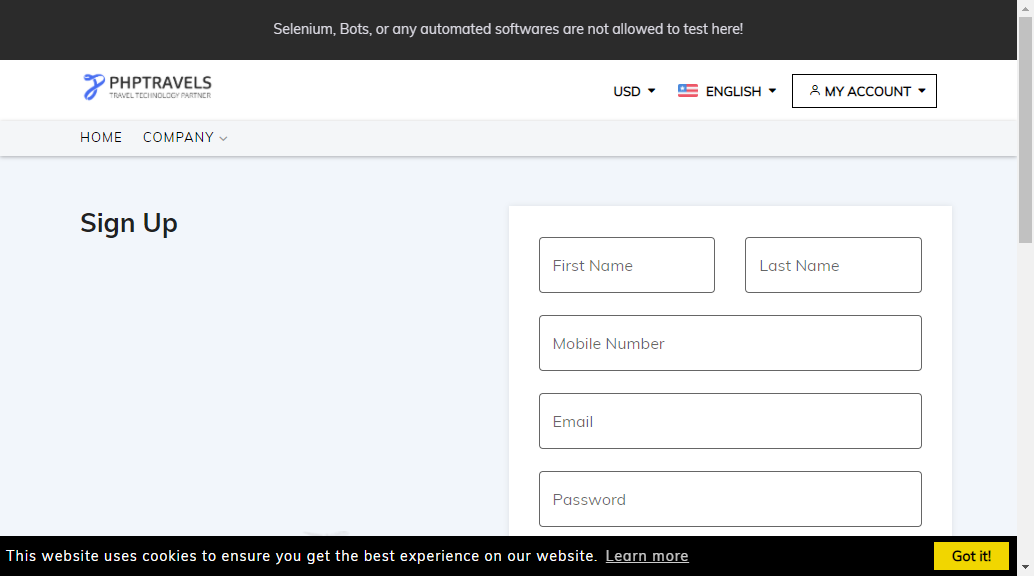 Selenium, Bots, or any automated softwares are not allowed to test here!
PHPTRAVELS
TRAVEL TECHNOLOGY PARTNER
USD
ENGLISH
MY ACCOUNT
HOME
COMPANY
Sign Up
First Name
Last Name
Mobile Number
Email
Password
This website uses cookies to ensure you get the best experience on our website. Learn more
Got it!